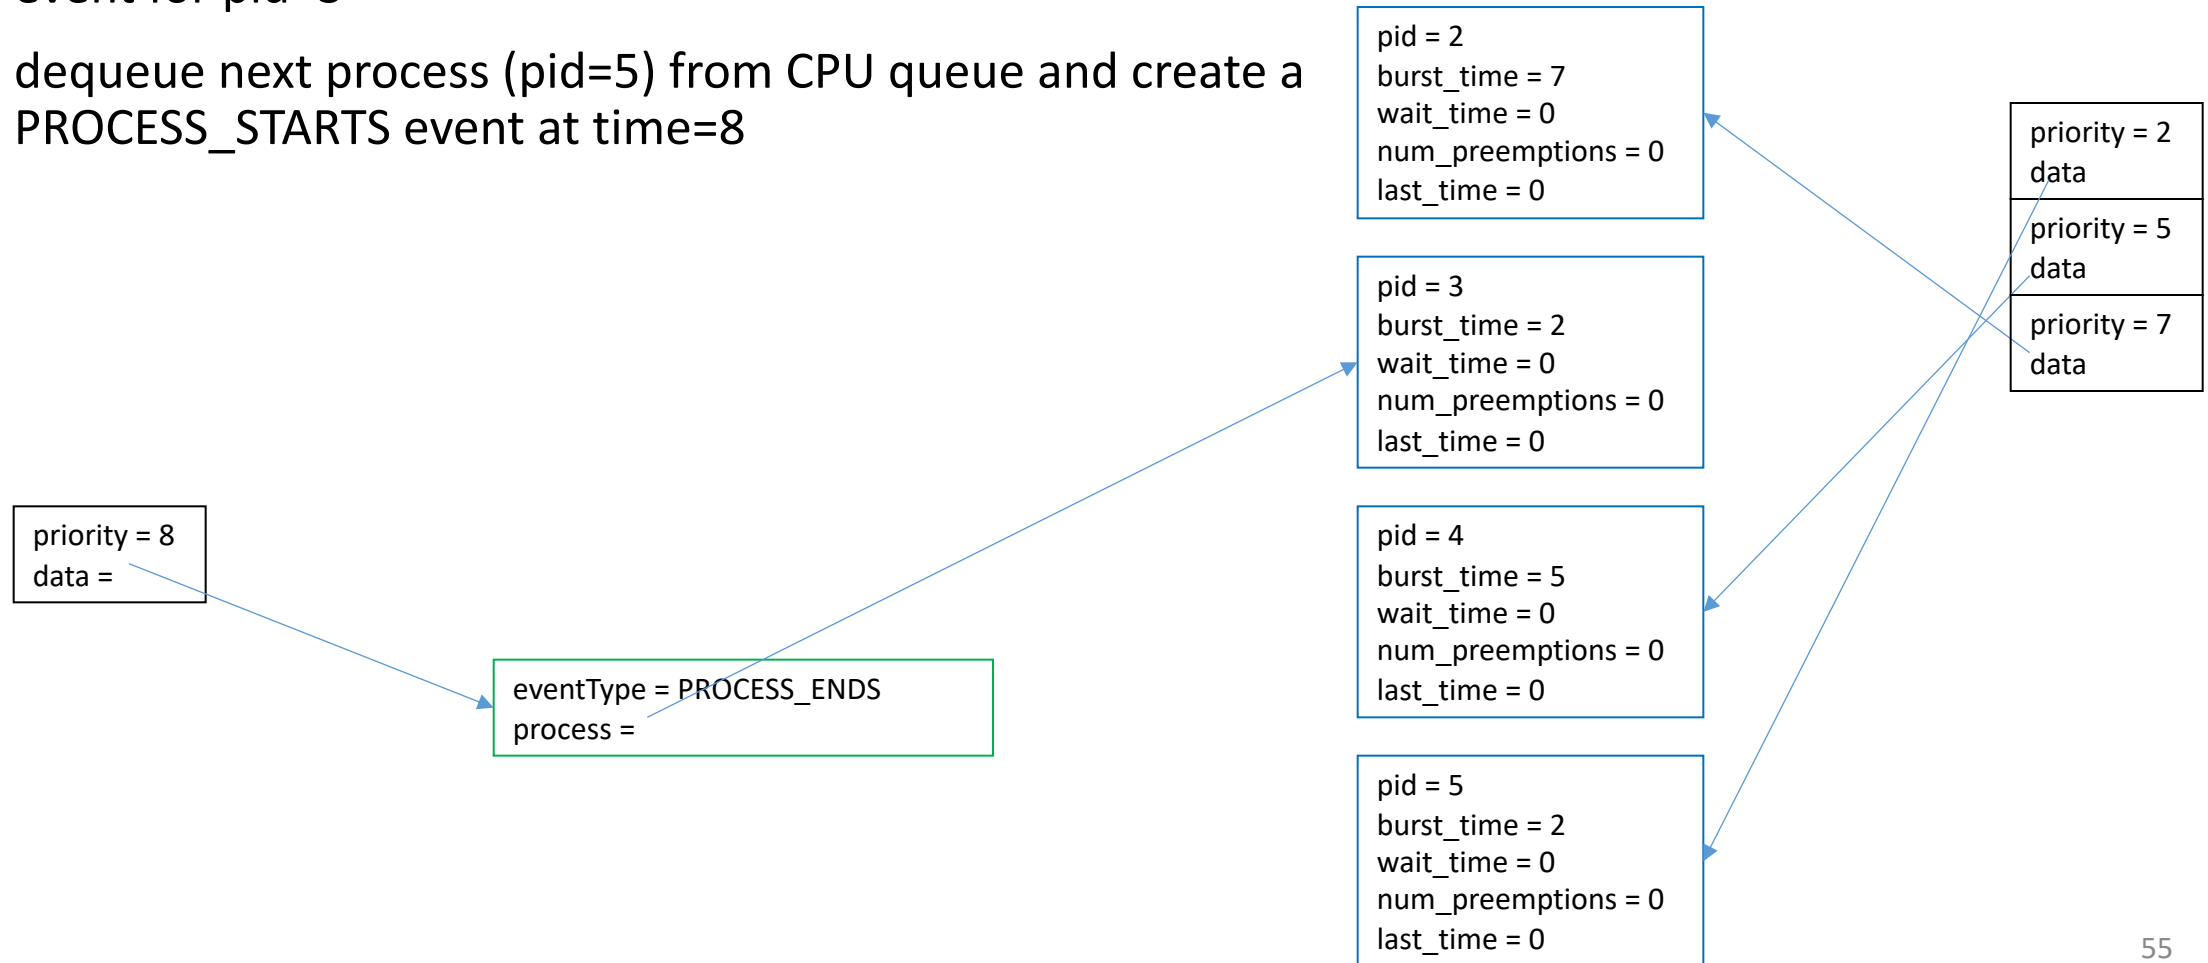 dequeue next process (pid=5) from CPU queue and create a
PROCESS_STARTS event at time=8
pid = 2
burst_time = 7
wait_time = 0
num_preemptions = 0
last_time = 0
priority = 2
data
priority = 5
data
priority = 7
data
pid = 3
burst_time = 2
wait_time = 0
num_preemptions = 0
last_time = 0
priority = 8
data =
eventType = PROCESS_ENDS
process =
pid = 4
burst_time = 5
wait_time = 0
num_preemptions = 0
last_time = 0
pid = 5
burst_time = 2
wait_time = 0
num_preemptions = 0
last_time = 0
55